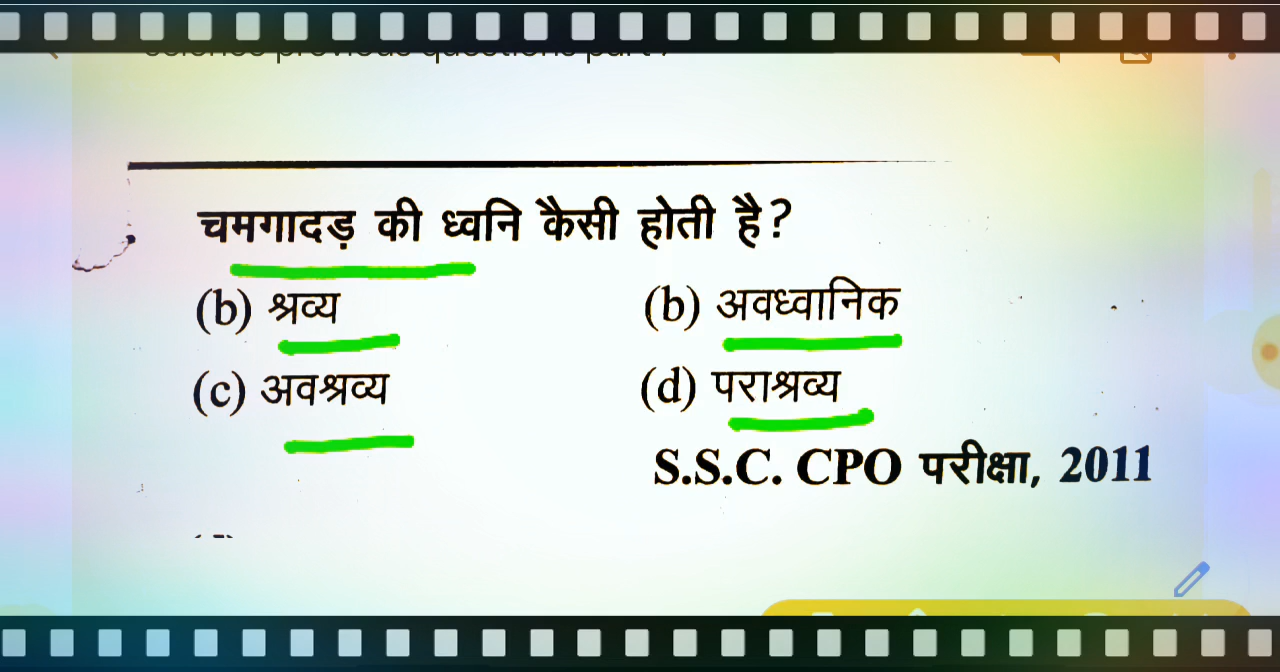 चमगादड़ की ध्वनि कैसी होती है?
(b) श्रव्य (b) अवध्वानिक
(c) अवश्रव्य (d) पराश्रव्य
S.S.C. CPO परीक्षा, 2011